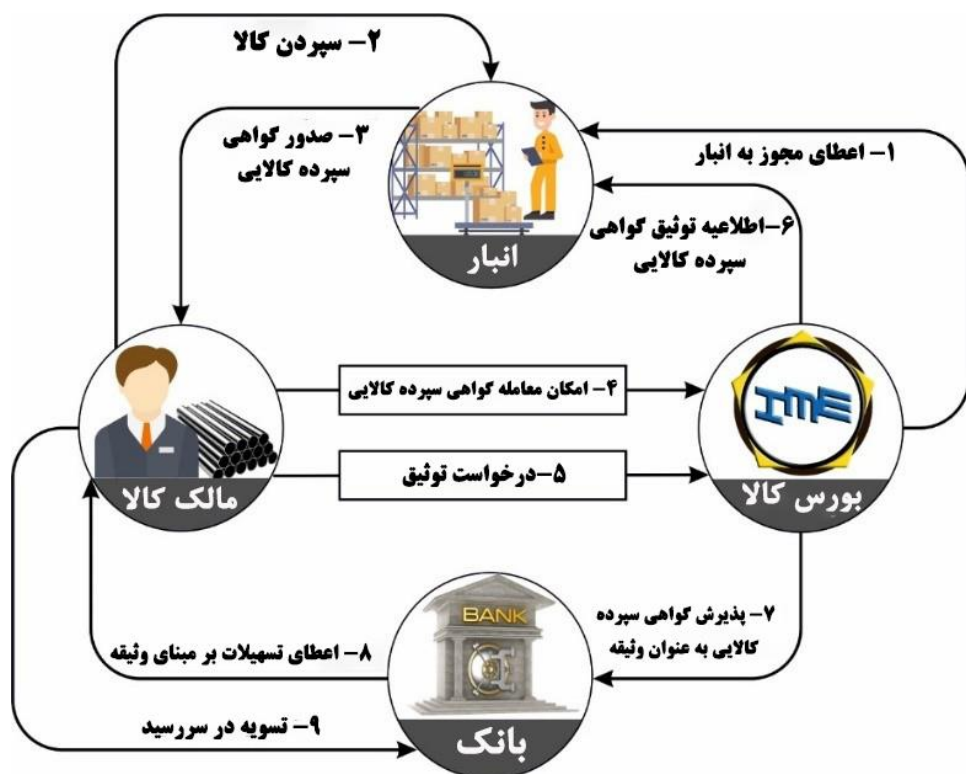 ۲- سپردن کالا
۳- صدور گواهی
سپرده کالایی
۱- اعطای مجوز به انبار
۶-اطلاعیه توثیق گواهی
سپرده کالایی
انبار
۴- امکان معامله گواهی سپرده کالایی
IME
۵-درخواست توثیق
مالک کالا
بورس کالا
BANK
۷- پذیرش گواهی سپرده
کالایی به عنوان وثیقه
۸- اعطای تسهیلات بر مبنای وثیقه
۹- تسویه در سررسید
بانک